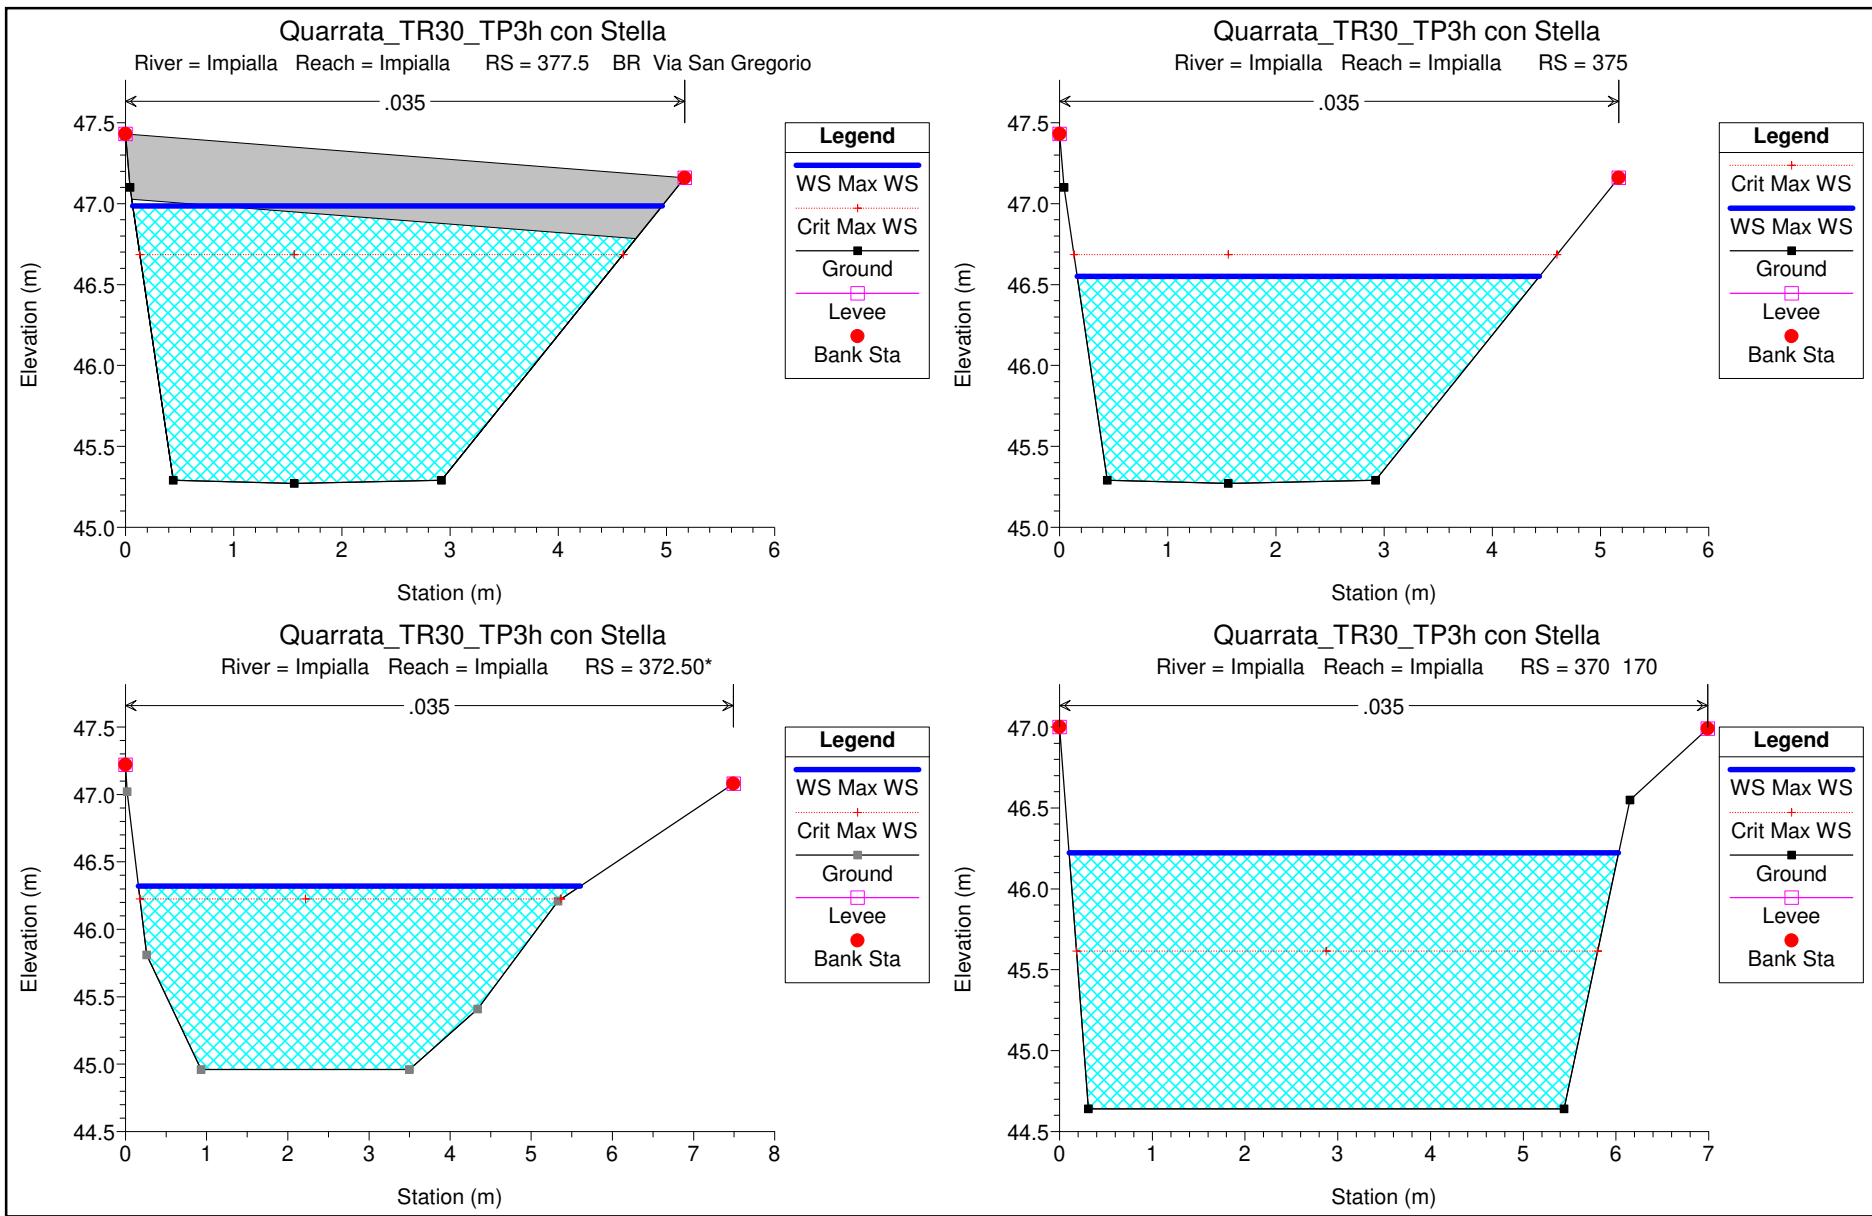 Quarrata_TR30_TP3h con Stella
River = Impialla Reach = Impialla RS = 377.5 BR Via San Gregorio
.035
47.5
47.0
46.5
46.0
45.5
45.0
Elevation (m)
0 1 2 3 4 5 6
Station (m)
Legend
WS Max WS
Crit Max WS
Ground
Levee
Bank Sta
Quarrata_TR30_TP3h con Stella
River = Impialla Reach = Impialla RS = 375
.035
47.5
47.0
46.5
46.0
45.5
45.0
Elevation (m)
0 1 2 3 4 5 6
Station (m)
Legend
Crit Max WS
WS Max WS
Ground
Levee
Bank Sta
Quarrata_TR30_TP3h con Stella
River = Impialla Reach = Impialla RS = 372.50*
.035
47.5
47.0
46.5
46.0
45.5
45.0
44.5
Elevation (m)
0 1 2 3 4 5 6 7 8
Station (m)
Legend
WS Max WS
Crit Max WS
Ground
Levee
Bank Sta
Quarrata_TR30_TP3h con Stella
River = Impialla Reach = Impialla RS = 370 170
.035
47.0
46.5
46.0
45.5
45.0
44.5
Elevation (m)
0 1 2 3 4 5 6 7
Station (m)
Legend
WS Max WS
Crit Max WS
Ground
Levee
Bank Sta